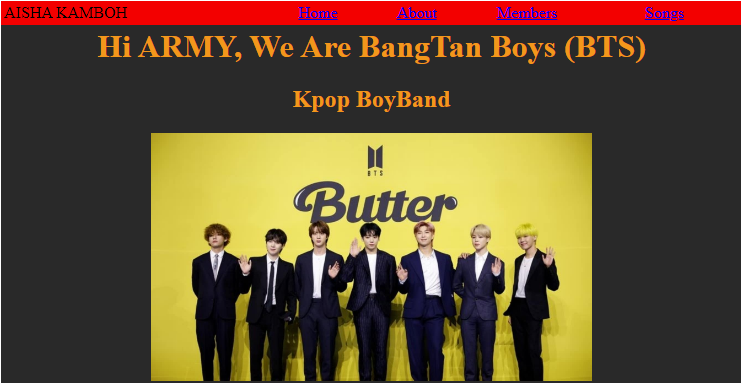 AISHA KAMBOH Home About Members Songs
Hi ARMY, We Are BangTan Boys (BTS)
Kpop BoyBand
BTS
Butter